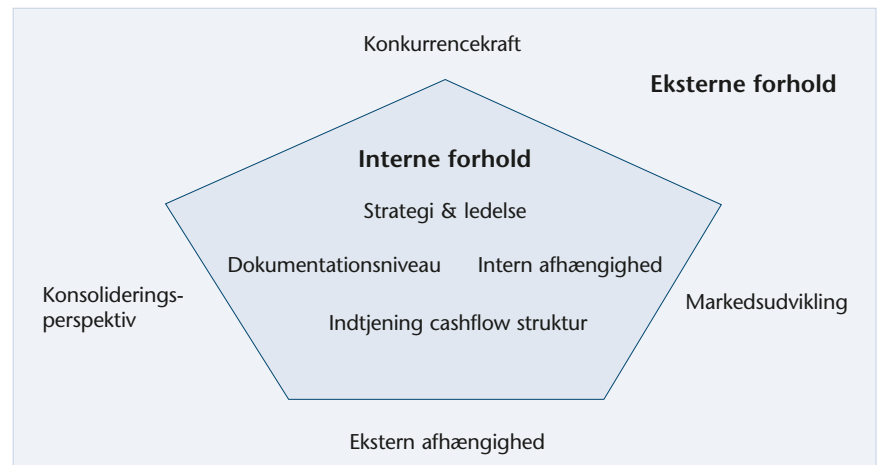 Konkurrencekraft
Eksterne forhold
Interne forhold
Strategi & ledelse
Dokumentationsniveau
Intern afhængighed
Konsoliderings-
perspektiv
Markedsudvikling
Indtjening cashflow struktur
Ekstern afhængighed